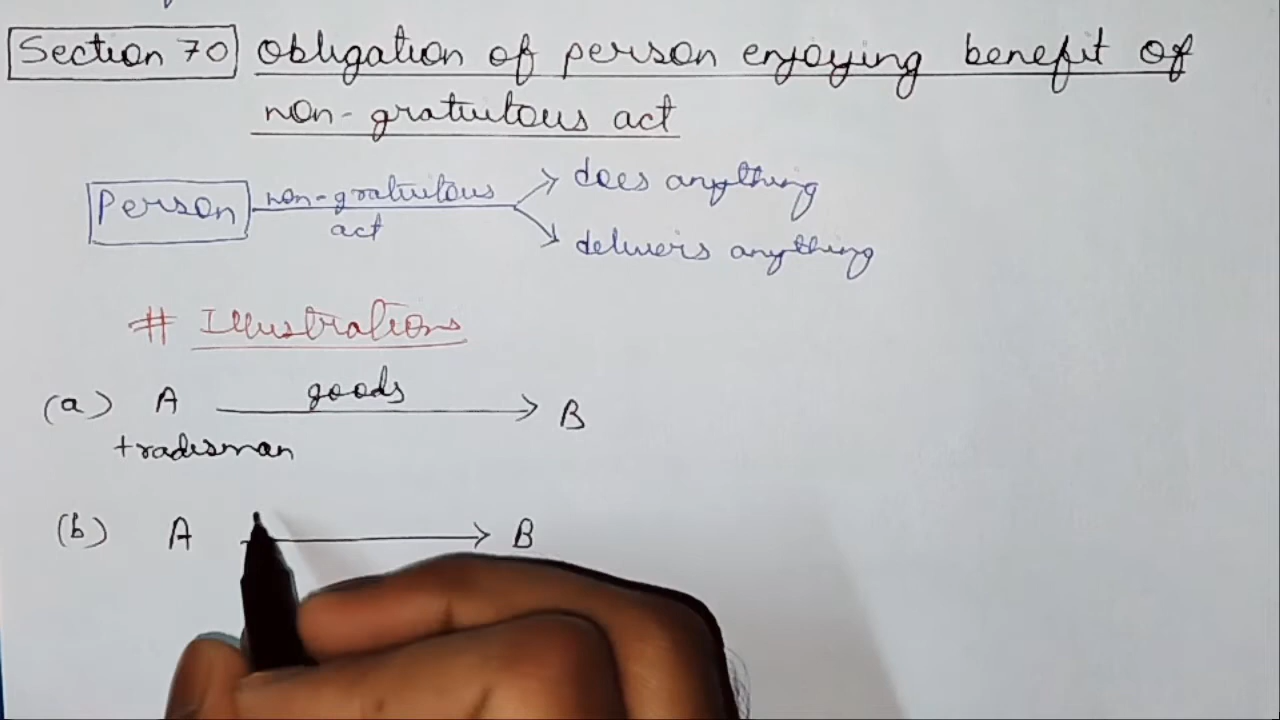 Section 70 obligation of person enjoying benefit of
non-gratuitous act
Person non-gratuitous act does anything
delivers anything
# Illustrations
(a) A goods B
tradesman
(b) A B